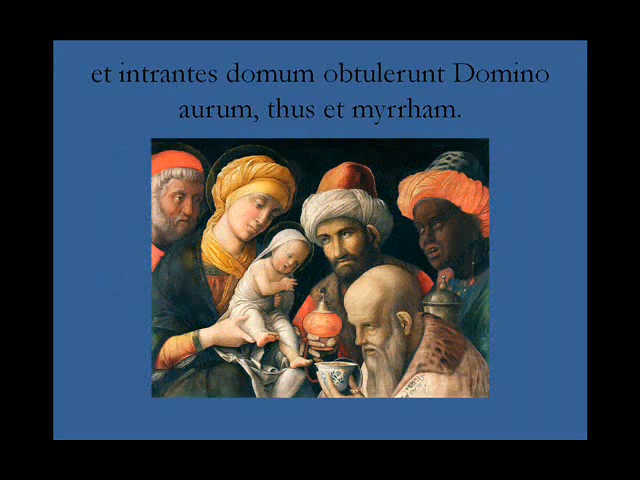 et intrantes domum obtulerunt Domino
aurum, thus et myrrham.